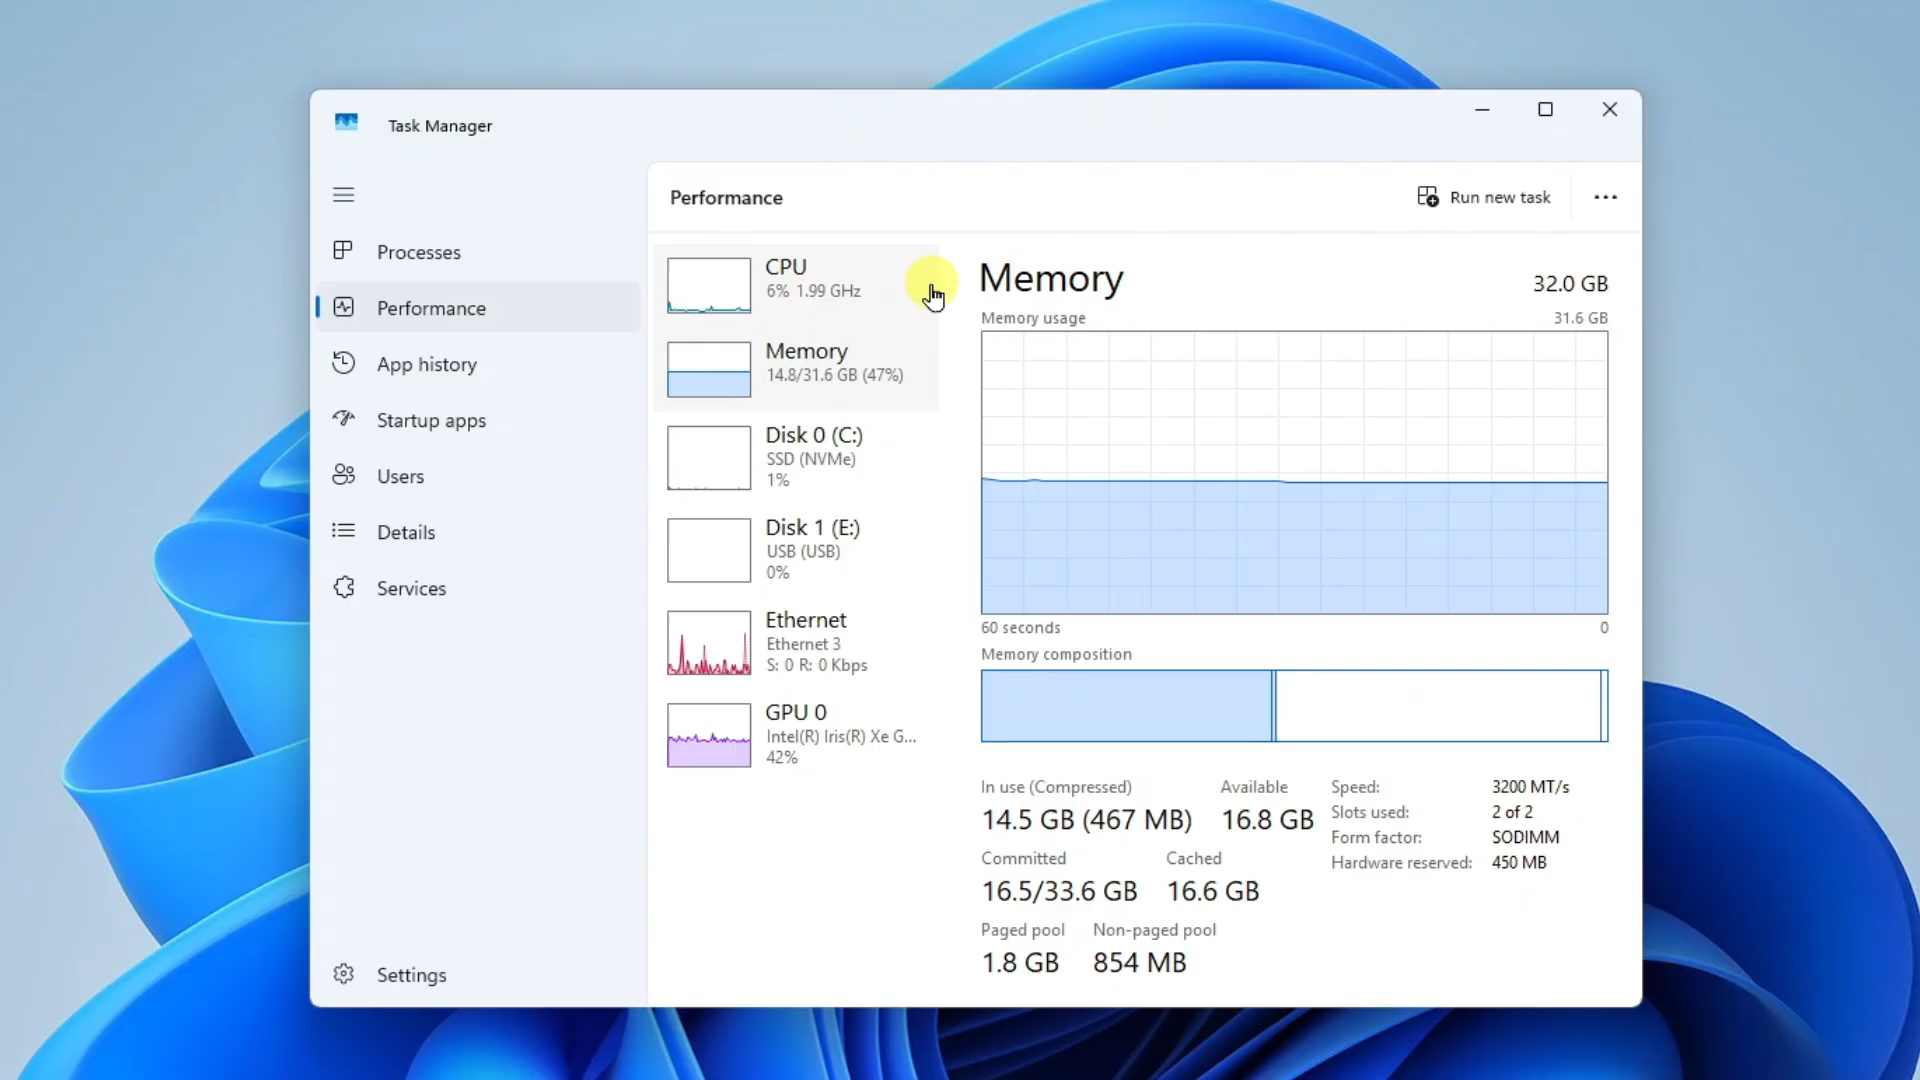 Task Manager
Performance
Run new task
Processes
Performance
App history
Startup apps
Users
Details
Services
Settings
CPU
6% 1.99 GHz
Memory
14.8/31.6 GB (47%)
Disk 0 (C:)
SSD (NVMe)
1%
Disk 1 (E:)
USB (USB)
0%
Ethernet
Ethernet 3
S: 0 R: 0 Kbps
GPU 0
Intel(R) Iris(R) Xe G...
42%
Memory
32.0 GB
Memory usage
31.6 GB
60 seconds
0
Memory composition
In use (Compressed)
14.5 GB (467 MB)
Available
16.8 GB
Committed
16.5/33.6 GB
Cached
16.6 GB
Paged pool
1.8 GB
Non-paged pool
854 MB
Speed: 3200 MT/s
Slots used: 2 of 2
Form factor: SODIMM
Hardware reserved: 450 MB